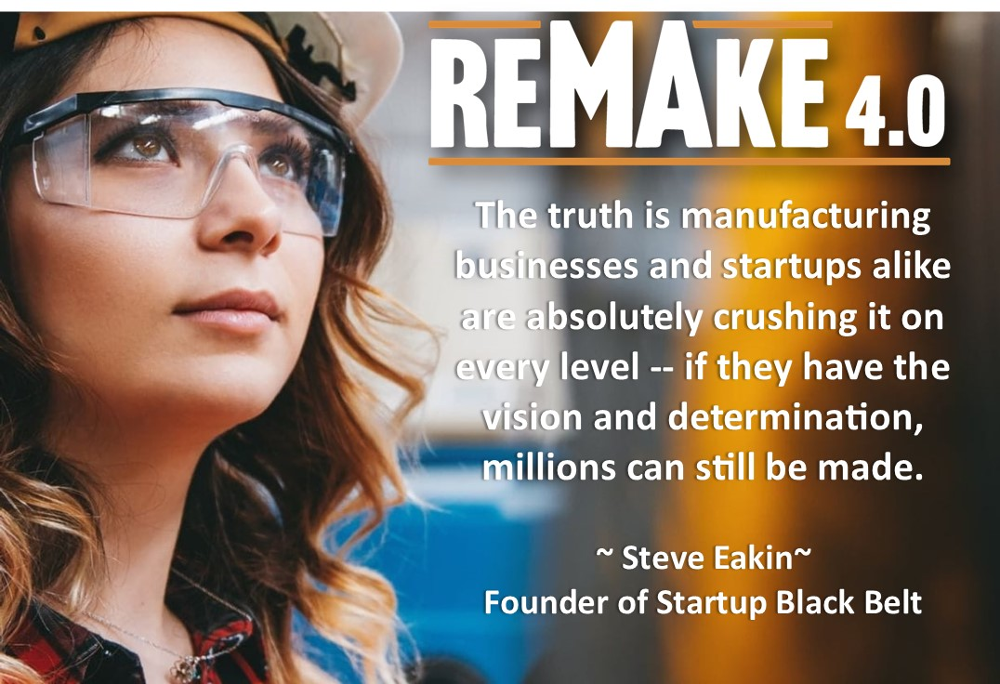 REMAKE 4.0
The truth is manufacturing
businesses and startups alike
are absolutely crushing it on
every level -- if they have the
vision and determination,
millions can still be made.
~ Steve Eakin~
Founder of Startup Black Belt